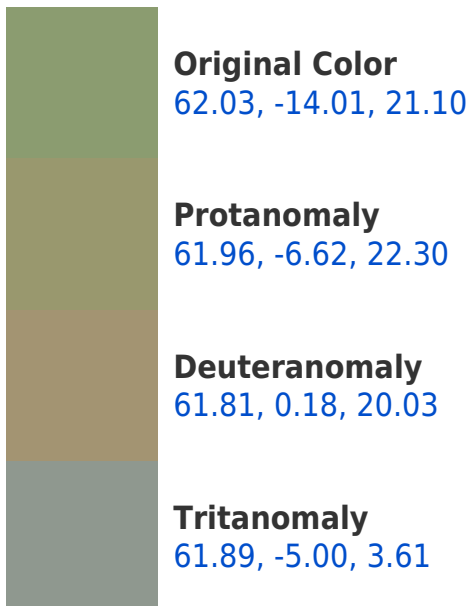 Original Color
62.03, -14.01, 21.10
Protanomaly
61.96, -6.62, 22.30
Deuteranomaly
61.81, 0.18, 20.03
Tritanomaly
61.89, -5.00, 3.61